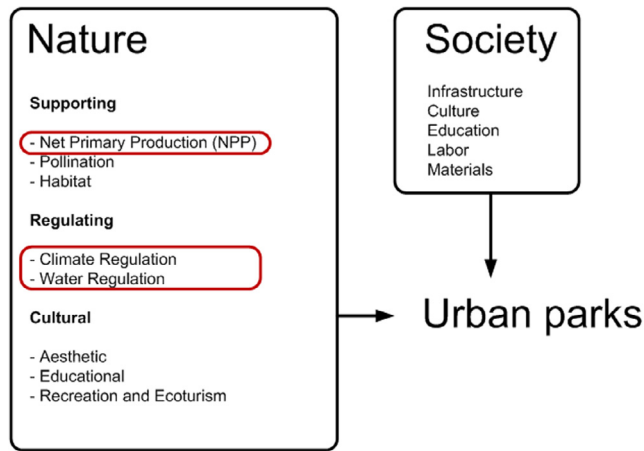 Nature
Supporting
- Net Primary Production (NPP)
- Pollination
- Habitat
Regulating
- Climate Regulation
- Water Regulation
Cultural
- Aesthetic
- Educational
- Recreation and Ecoturism
Society
Infrastructure
Culture
Education
Labor
Materials
Urban parks